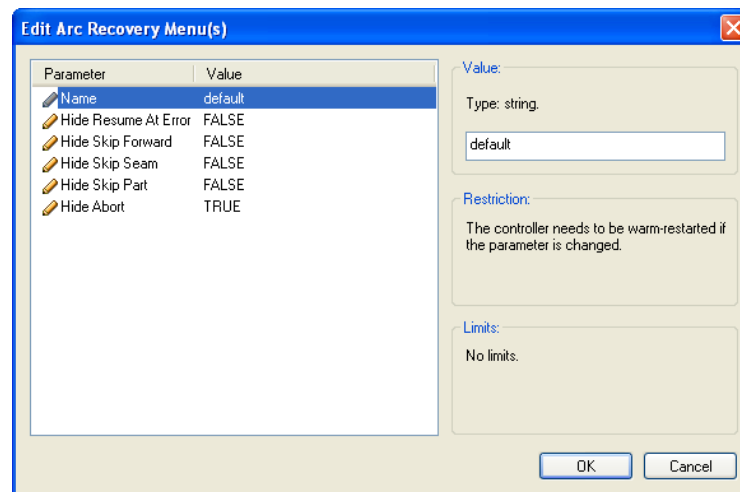 Edit Arc Recovery Menu(s)
Parameter Value
Name default
Hide Resume At Error FALSE
Hide Skip Forward FALSE
Hide Skip Seam FALSE
Hide Skip Part FALSE
Hide Abort TRUE
Value:
Type: string.
default
Restriction:
The controller needs to be warm-restarted if
the parameter is changed.
Limits:
No limits.
OK Cancel